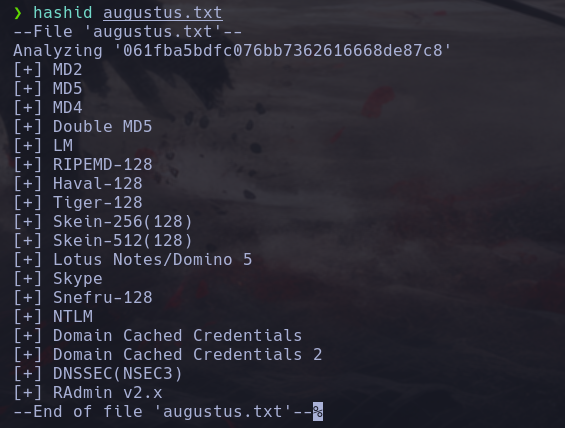 ❯ hashid augustus.txt
--File 'augustus.txt'--
Analyzing '061fba5bdfc076bb7362616668de87c8'
[+] MD2
[+] MD5
[+] MD4
[+] Double MD5
[+] LM
[+] RIPEMD-128
[+] Haval-128
[+] Tiger-128
[+] Skein-256(128)
[+] Skein-512(128)
[+] Lotus Notes/Domino 5
[+] Skype
[+] Snefru-128
[+] NTLM
[+] Domain Cached Credentials
[+] Domain Cached Credentials 2
[+] DNSSEC(NSEC3)
[+] RAdmin v2.x
--End of file 'augustus.txt'--%